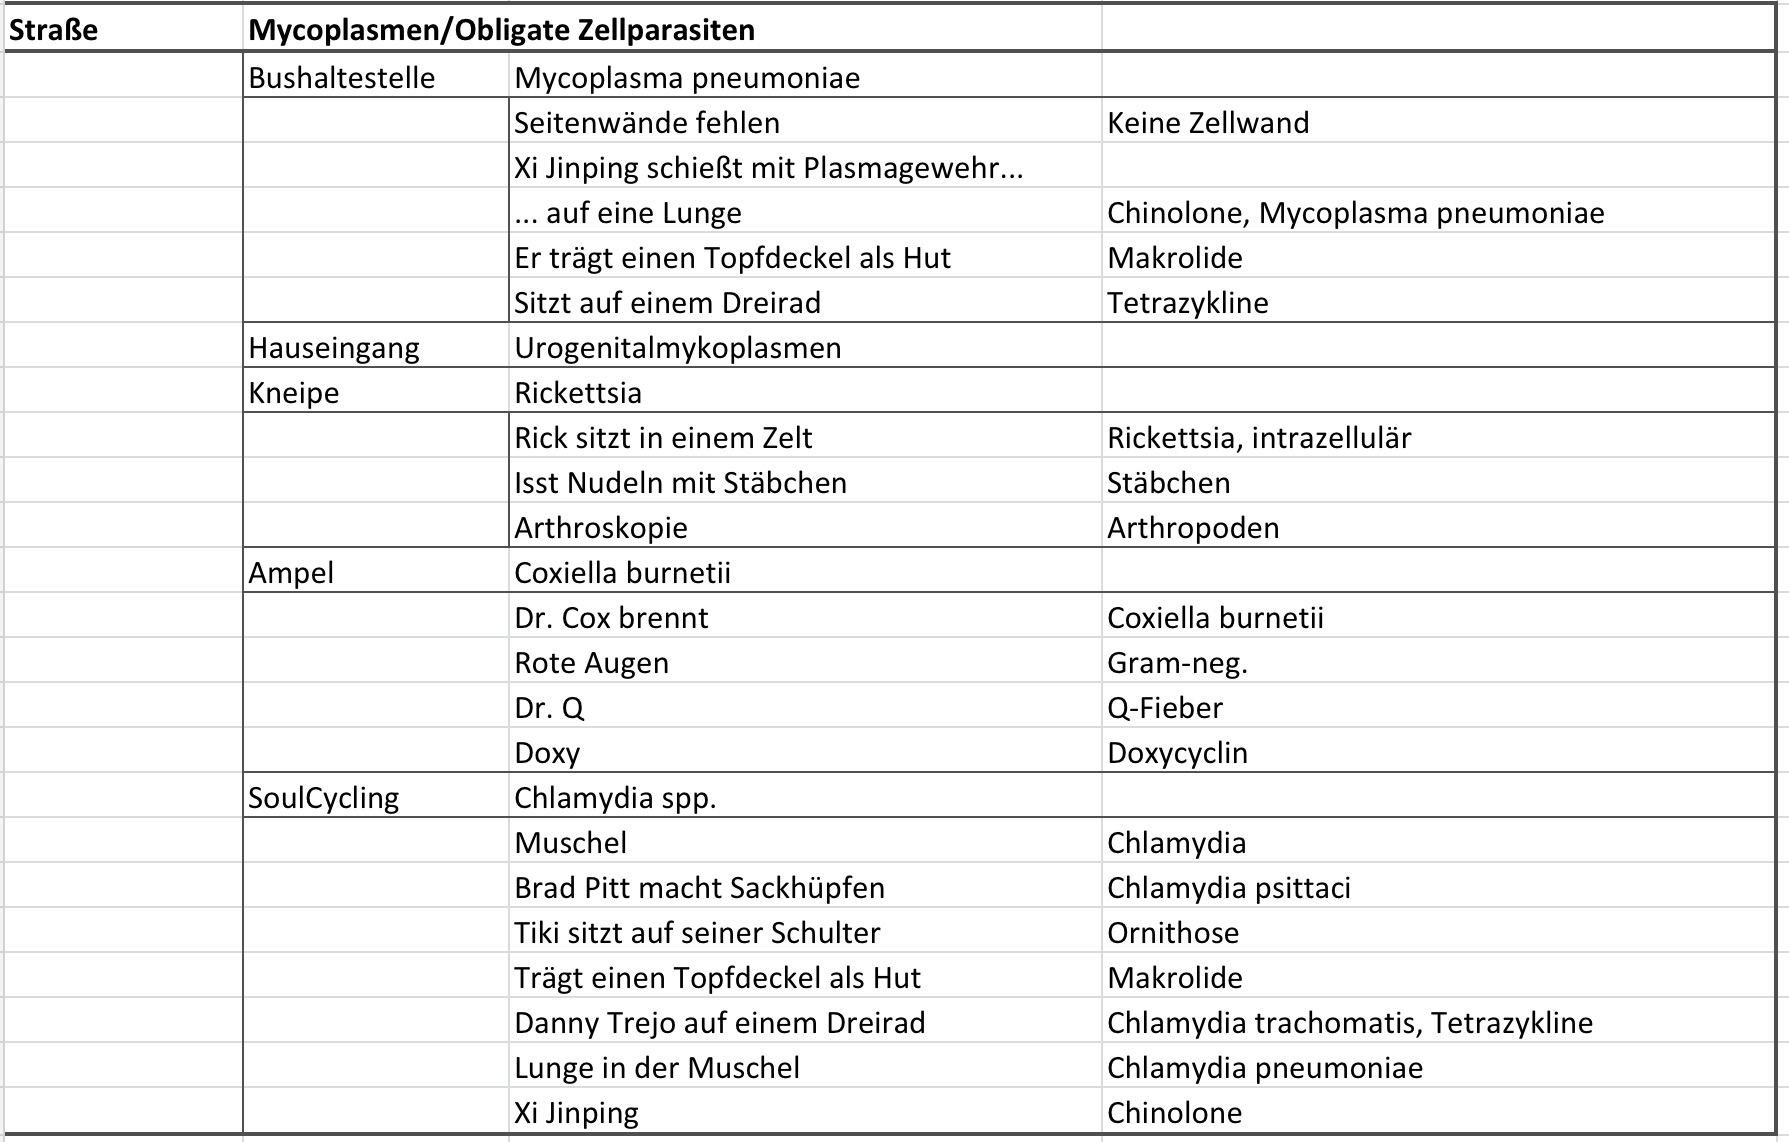 Straße Mycoplasmen/Obligate Zellparasiten
Bushaltestelle Mycoplasma pneumoniae
Seitenwände fehlen Keine Zellwand
Xi Jinping schießt mit Plasmagewehr...
... auf eine Lunge Chinolone, Mycoplasma pneumoniae
Er trägt einen Topfdeckel als Hut Makrolide
Sitzt auf einem Dreirad Tetrazykline
Hauseingang Urogenitalmykoplasmen
Kneipe Rickettsia
Rick sitzt in einem Zelt Rickettsia, intrazellulär
Isst Nudeln mit Stäbchen Stäbchen
Arthroskopie Arthropoden
Ampel Coxiella burnetii
Dr. Cox brennt Coxiella burnetii
Rote Augen Gram-neg.
Dr. Q Q-Fieber
Doxy Doxycyclin
SoulCycling Chlamydia spp.
Muschel Chlamydia
Brad Pitt macht Sackhüpfen Chlamydia psittaci
Tiki sitzt auf seiner Schulter Ornithose
Trägt einen Topfdeckel als Hut Makrolide
Danny Trejo auf einem Dreirad Chlamydia trachomatis, Tetrazykline
Lunge in der Muschel Chlamydia pneumoniae
Xi Jinping Chinolone